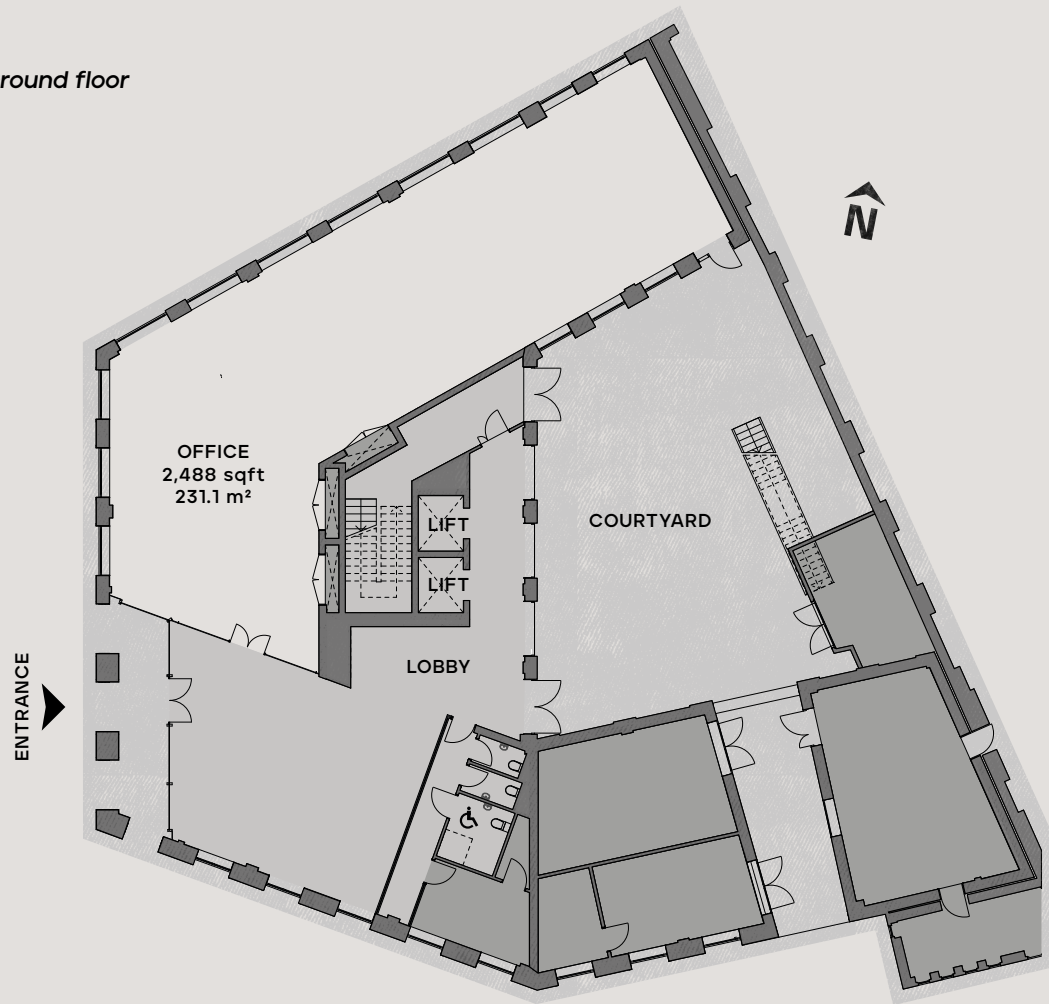 round floor
N
OFFICE
2,488 sqft
231.1 m²
LIFT
COURTYARD
LIFT
LOBBY
ENTRANCE